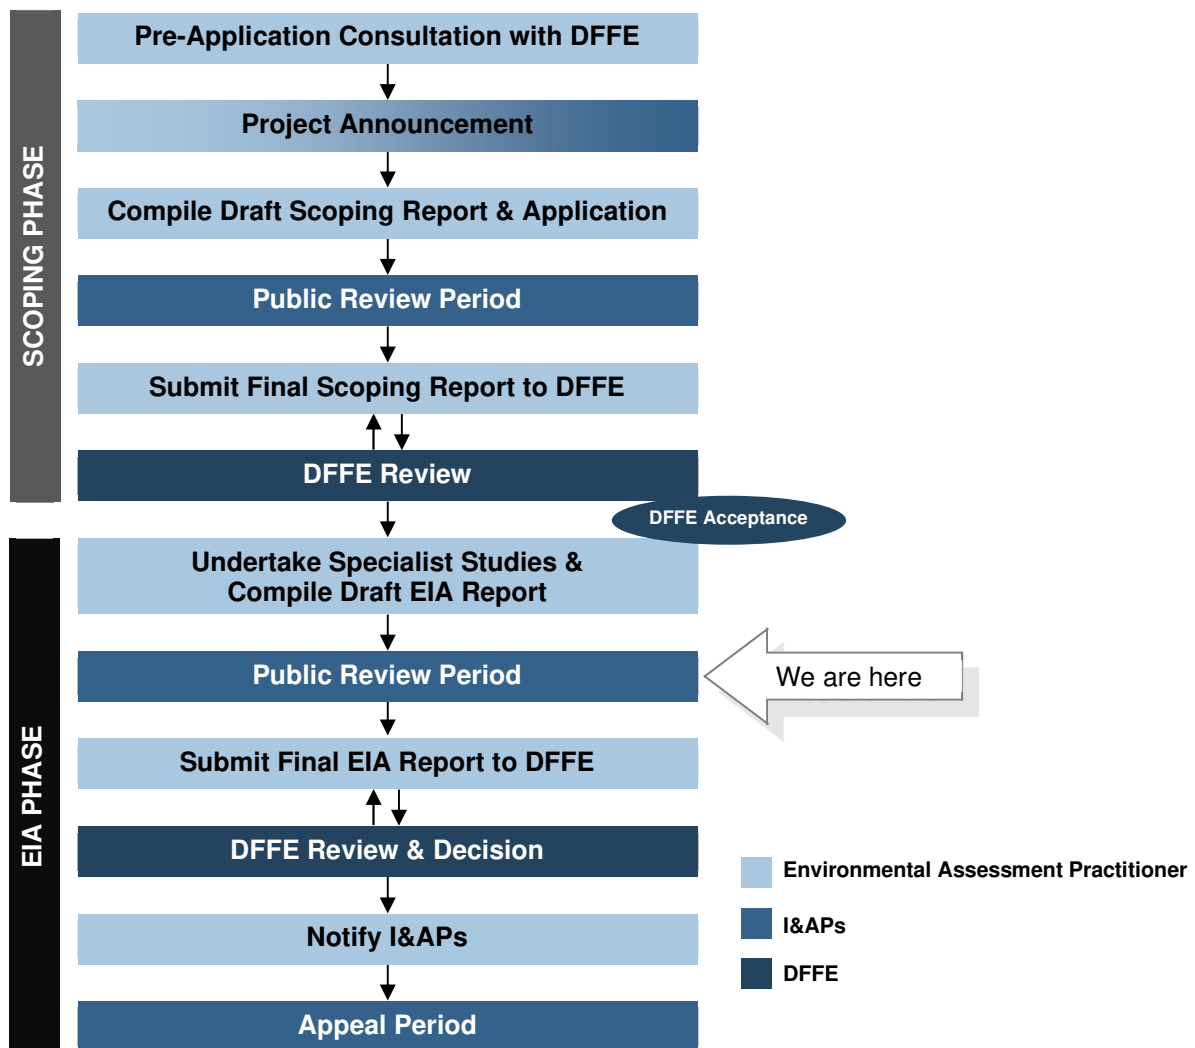 SCOPING PHASE
Pre-Application Consultation with DFFE
Project Announcement
Compile Draft Scoping Report & Application
Public Review Period
Submit Final Scoping Report to DFFE
DFFE Review
DFFE Acceptance
EIA PHASE
Undertake Specialist Studies &
Compile Draft EIA Report
Public Review Period
We are here
Submit Final EIA Report to DFFE
DFFE Review & Decision
Notify I&APs
Appeal Period
Environmental Assessment Practitioner
I&APs
DFFE